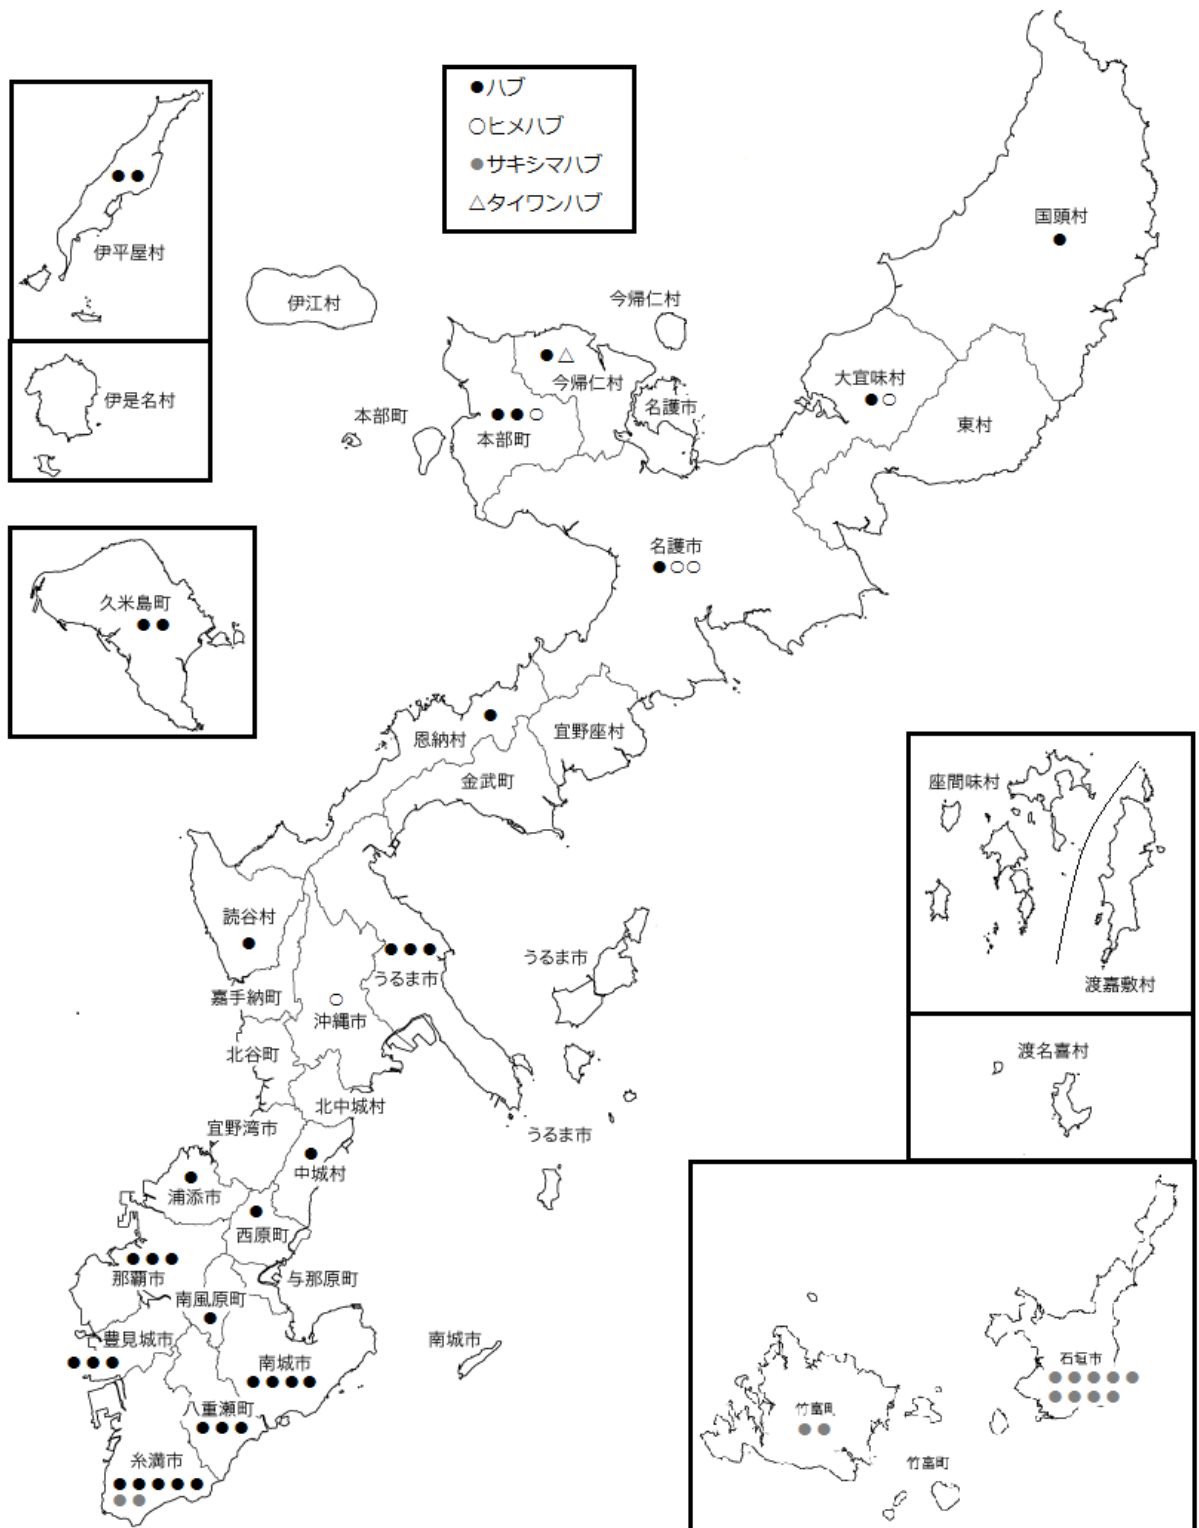 ●ハブ
○ヒメハブ
●サキシマハブ
△タイワンハブ
伊平屋村
伊是名村
伊江村
今帰仁村
国頭村
今帰仁村
大宜味村
名護市
東村
本部町
本部町
名護市
久米島町
恩納村
宜野座村
金武町
座間味村
渡嘉敷村
渡名喜村
読谷村
うるま市
うるま市
嘉手納町
沖縄市
北谷町
北中城村
宜野湾市
うるま市
中城村
浦添市
西原町
那覇市
与那原町
南風原町
豊見城市
南城市
南城市
八重瀬町
糸満市
石垣市
竹富町
竹富町